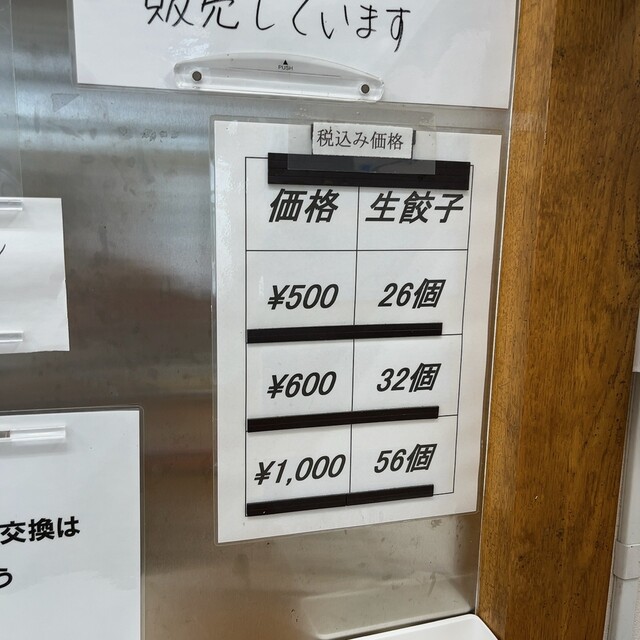 販売しています
PUSH
税込み価格
価格 生餃子
¥500 26個
¥600 32個
¥1,000 56個
交換は
う